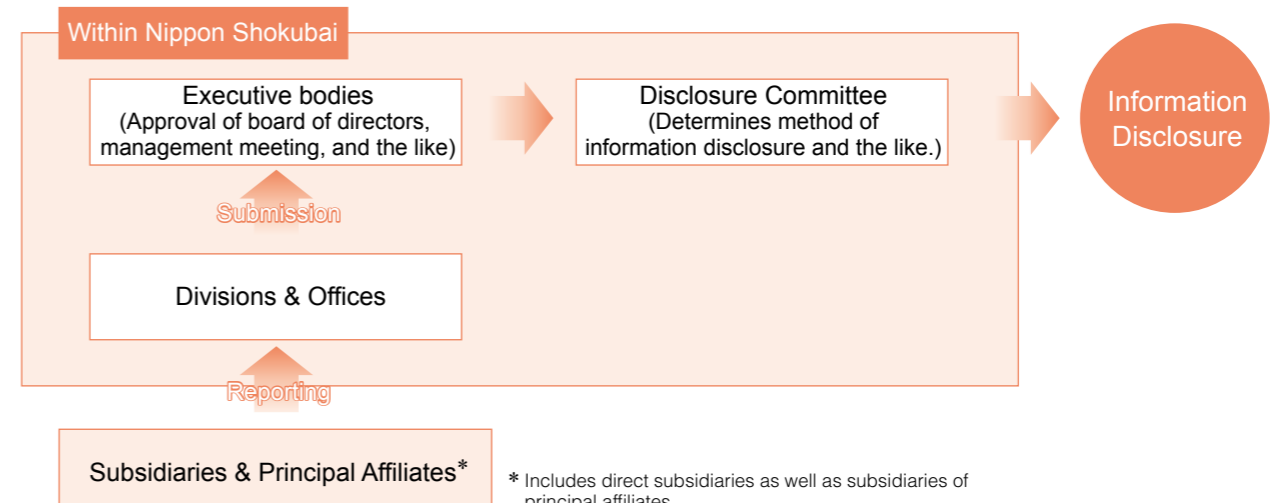 Within Nippon Shokubai
Executive bodies
(Approval of board of directors,
management meeting, and the like)
Disclosure Committee
(Determines method of
information disclosure and the like.)
Information
Disclosure
Submission
Divisions & Offices
Reporting
Subsidiaries & Principal Affiliates*
* Includes direct subsidiaries as well as subsidiaries of
principal affiliates